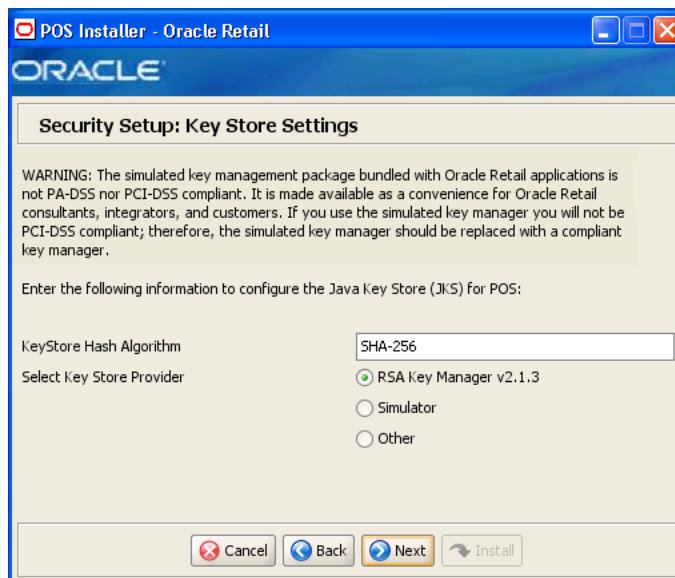 POS Installer - Oracle Retail
ORACLE
Security Setup: Key Store Settings
WARNING: The simulated key management package bundled with Oracle Retail applications is
not PA-DSS nor PCI-DSS compliant. It is made available as a convenience for Oracle Retail
consultants, integrators, and customers. If you use the simulated key manager you will not be
PCI-DSS compliant; therefore, the simulated key manager should be replaced with a compliant
key manager.
Enter the following information to configure the Java Key Store (JKS) for POS:
KeyStore Hash Algorithm SHA-256
Select Key Store Provider RSA Key Manager v2.1.3
Simulator
Other
Cancel Back Next Install